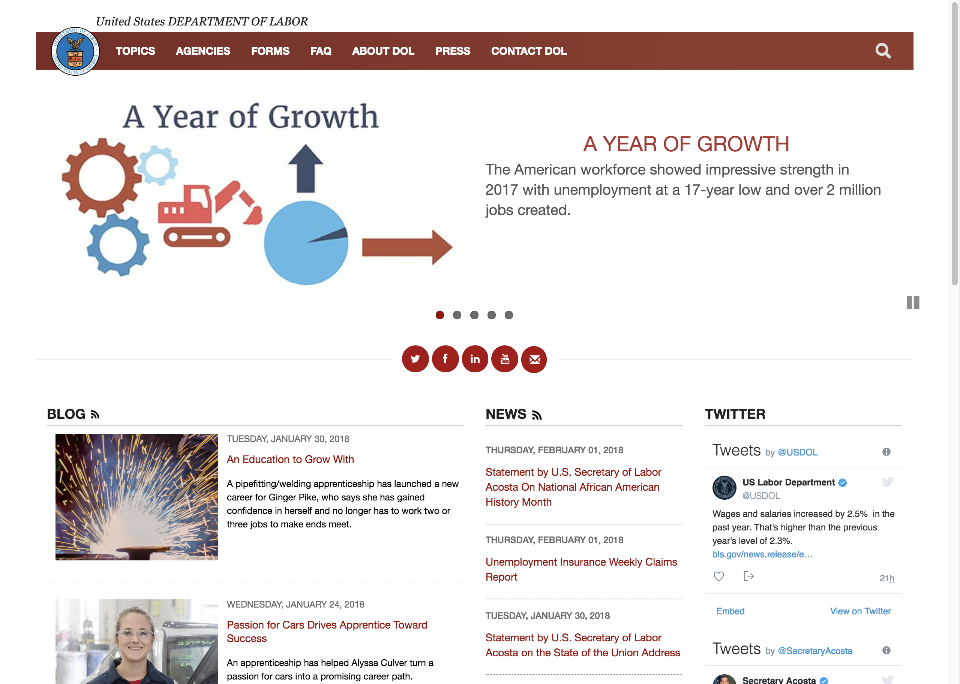 United States DEPARTMENT OF LABOR
TOPICS AGENCIES FORMS FAQ ABOUT DOL PRESS CONTACT DOL
A Year of Growth
A YEAR OF GROWTH
The American workforce showed impressive strength in
2017 with unemployment at a 17-year low and over 2 million
jobs created.
BLOG
TUESDAY, JANUARY 30, 2018
An Education to Grow With
A pipefitting/welding apprenticeship has launched a new
career for Ginger Pike, who says she has gained
confidence in herself and no longer has to work two or
three jobs to make ends meet.
WEDNESDAY, JANUARY 24, 2018
Passion for Cars Drives Apprentice Toward
Success
An apprenticeship has helped Alyssa Culver turn a
passion for cars into a promising career path.
NEWS
THURSDAY, FEBRUARY 01, 2018
Statement by U.S. Secretary of Labor
Acosta On National African American
History Month
THURSDAY, FEBRUARY 01, 2018
Unemployment Insurance Weekly Claims
Report
TUESDAY, JANUARY 30, 2018
Statement by U.S. Secretary of Labor
Acosta on the State of the Union Address
TWITTER
Tweets by @USDOL
US Labor Department
@USDOL
Wages and salaries increased by 2.5% in the
past year. That's higher than the previous
year's level of 2.3%.
bls.gov/news.release/e…
21h
Embed View on Twitter
Tweets by @SecretaryAcosta
Secretary Acosta